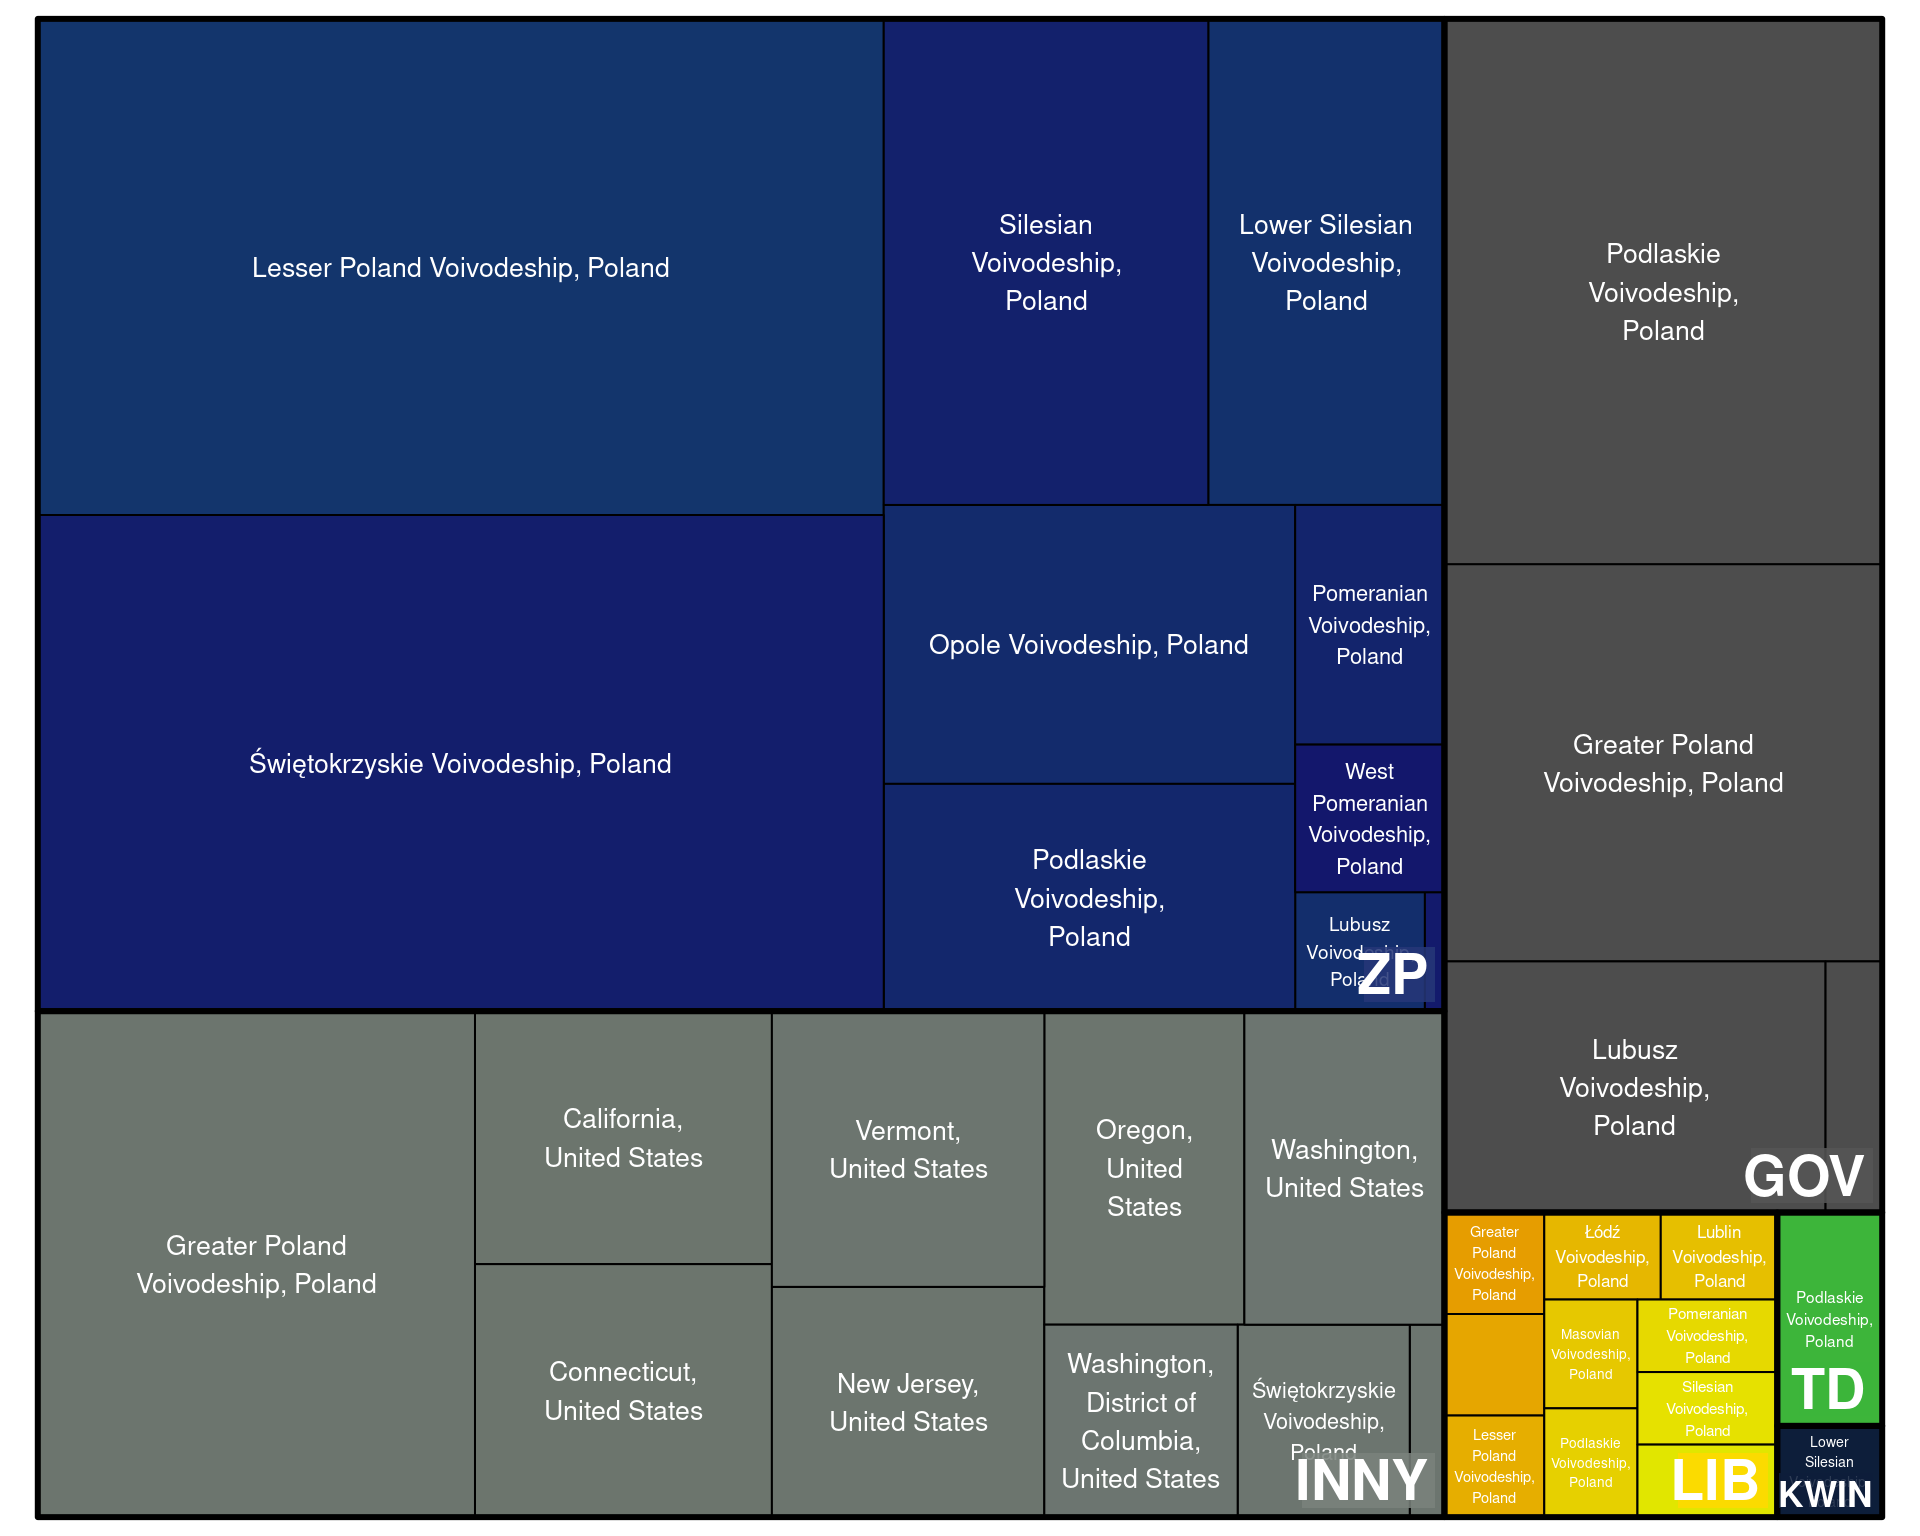 Lesser Poland Voivodeship, Poland
Silesian
Voivodeship,
Poland
Lower Silesian
Voivodeship,
Poland
Podlaskie
Voivodeship,
Poland
Świętokrzyskie Voivodeship, Poland
Opole Voivodeship, Poland
Pomeranian
Voivodeship,
Poland
West
Pomeranian
Voivodeship,
Poland
Podlaskie
Voivodeship,
Poland
Lubusz
ZP
Greater Poland
Voivodeship, Poland
Lubusz
Voivodeship,
Poland
GOV
Greater Poland
Voivodeship, Poland
California,
United States
Connecticut,
United States
Vermont,
United States
New Jersey,
United States
Oregon,
United
States
Washington,
United States
Washington,
District of
Columbia,
United States
Świętokrzyskie
Voivodeship,
Poland
INNY
Greater
Poland
Voivodeship,
Poland
Lesser
Poland
Voivodeship,
Poland
Łódź
Voivodeship,
Poland
Lublin
Voivodeship,
Poland
Masovian
Voivodeship,
Poland
Podlaskie
Voivodeship,
Poland
Pomeranian
Voivodeship,
Poland
Silesian
Voivodeship,
Poland
LIB
Podlaskie
Voivodeship,
Poland
TD
Lower
Silesian
KWIN